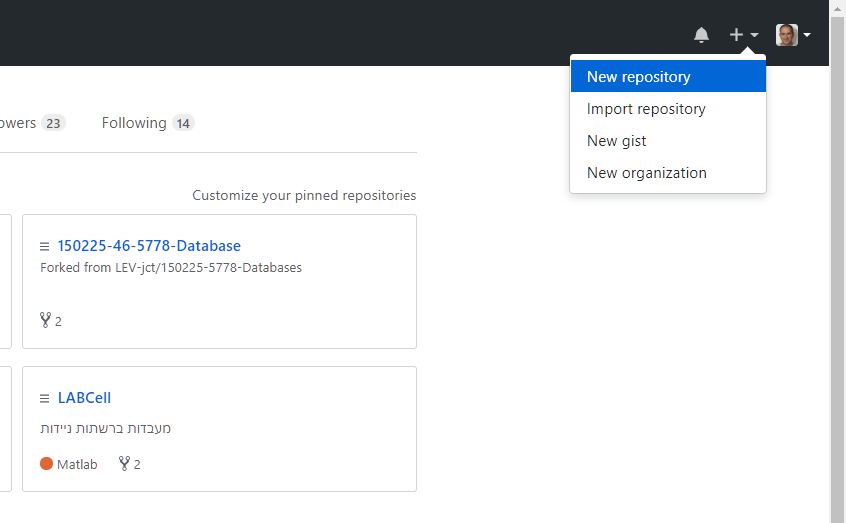 New repository
Import repository
New gist
New organization
owers 23
Following 14
Customize your pinned repositories
150225-46-5778-Database
Forked from LEV-jct/150225-5778-Databases
2
LABCell
מעבדות ברשתות ניידות
Matlab 2